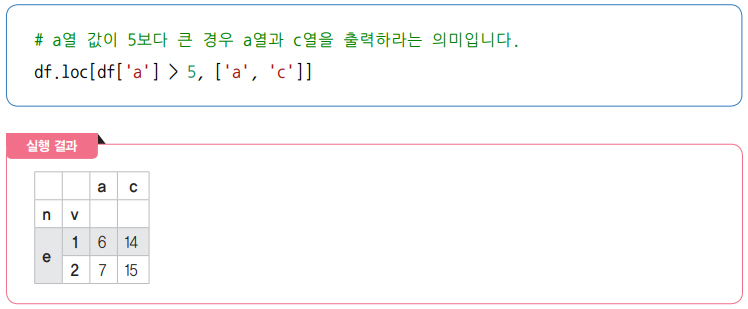 # a열 값이 5보다 큰 경우 a열과 c열을 출력하라는 의미입니다.
df.loc[df['a'] > 5, ['a', 'c']]
실행 결과
a c
n v
e 1 6 14
2 7 15